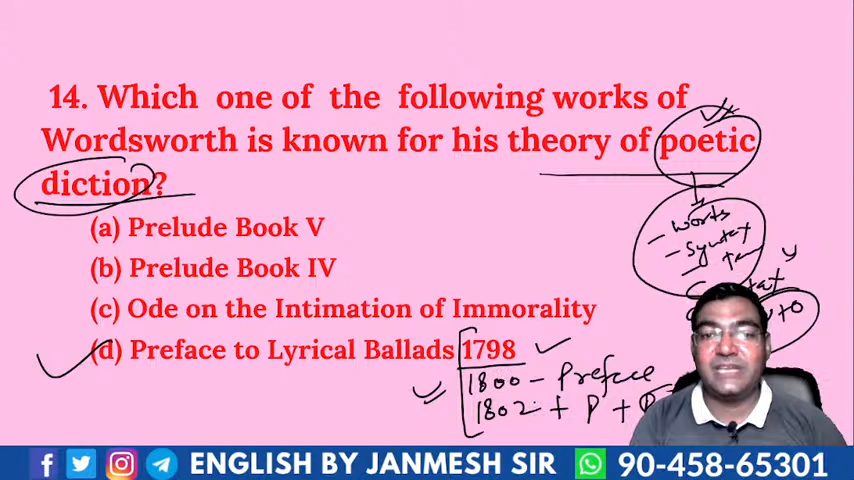 14. Which one of the following works of
Wordsworth is known for his theory of poetic
diction?
(a) Prelude Book V
(b) Prelude Book IV
(c) Ode on the Intimation of Immorality
(d) Preface to Lyrical Ballads 1798
- words
- Syntax
1800 - Preface
1802 + P +
ENGLISH BY JANMESH SIR
90-458-65301